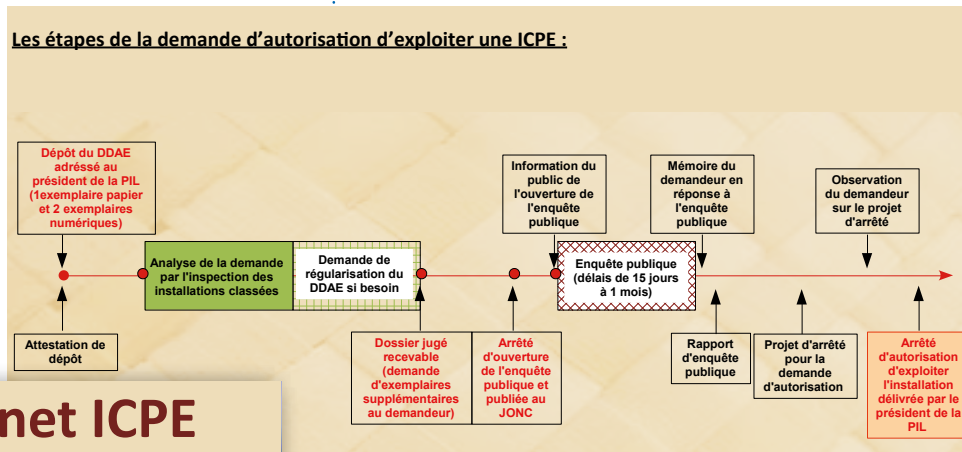 Les étapes de la demande d'autorisation d'exploiter une ICPE :
Dépôt du DDAE
adréssé au
président de la PIL
(1exemplaire papier
et 2 exemplaires
numériques)
Information du
public de
l'ouverture de
l'enquête
publique
Mémoire du
demandeur en
réponse à
l'enquête
publique
Observation
du demandeur
sur le projet
d'arrêté
Analyse de la demande
par l'inspection des
installations classées
Demande de
régularisation du
DDAE si besoin
Enquête publique
(délais de 15 jours
à 1 mois)
Attestation de
dépôt
Dossier jugé
recevable
(demande
d'exemplaires
supplémentaires
au demandeur)
Arrêté
d'ouverture
de l'enquête
publique et
publiée au
JONC
Rapport
d'enquête
publique
Projet d'arrêté
pour la
demande
d'autorisation
Arrêté
d'autorisation
d'exploiter
l'installation
délivrée par le
président de la
PIL
net ICPE